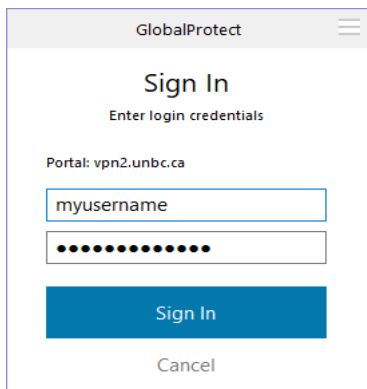 GlobalProtect
Sign In
Enter login credentials
Portal: vpn2.unbc.ca
myusername
●●●●●●●●●●●●●
Sign In
Cancel